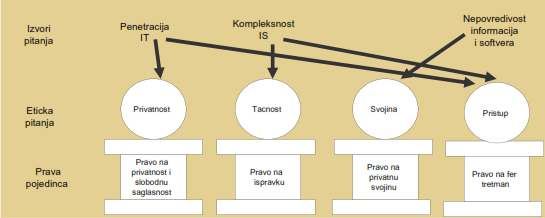 Izvori
pitanja
Penetracija
IT
Kompleksnost
IS
Nepovredivost
informacija
i softvera
Eticka
pitanja
Privatnost
Tacnost
Svojina
Pristup
Prava
pojedinca
Pravo na
privatnost i
slobodnu
saglasnost
Pravo na
ispravku
Pravo na
privatnu
svojinu
Pravo na fer
tretman